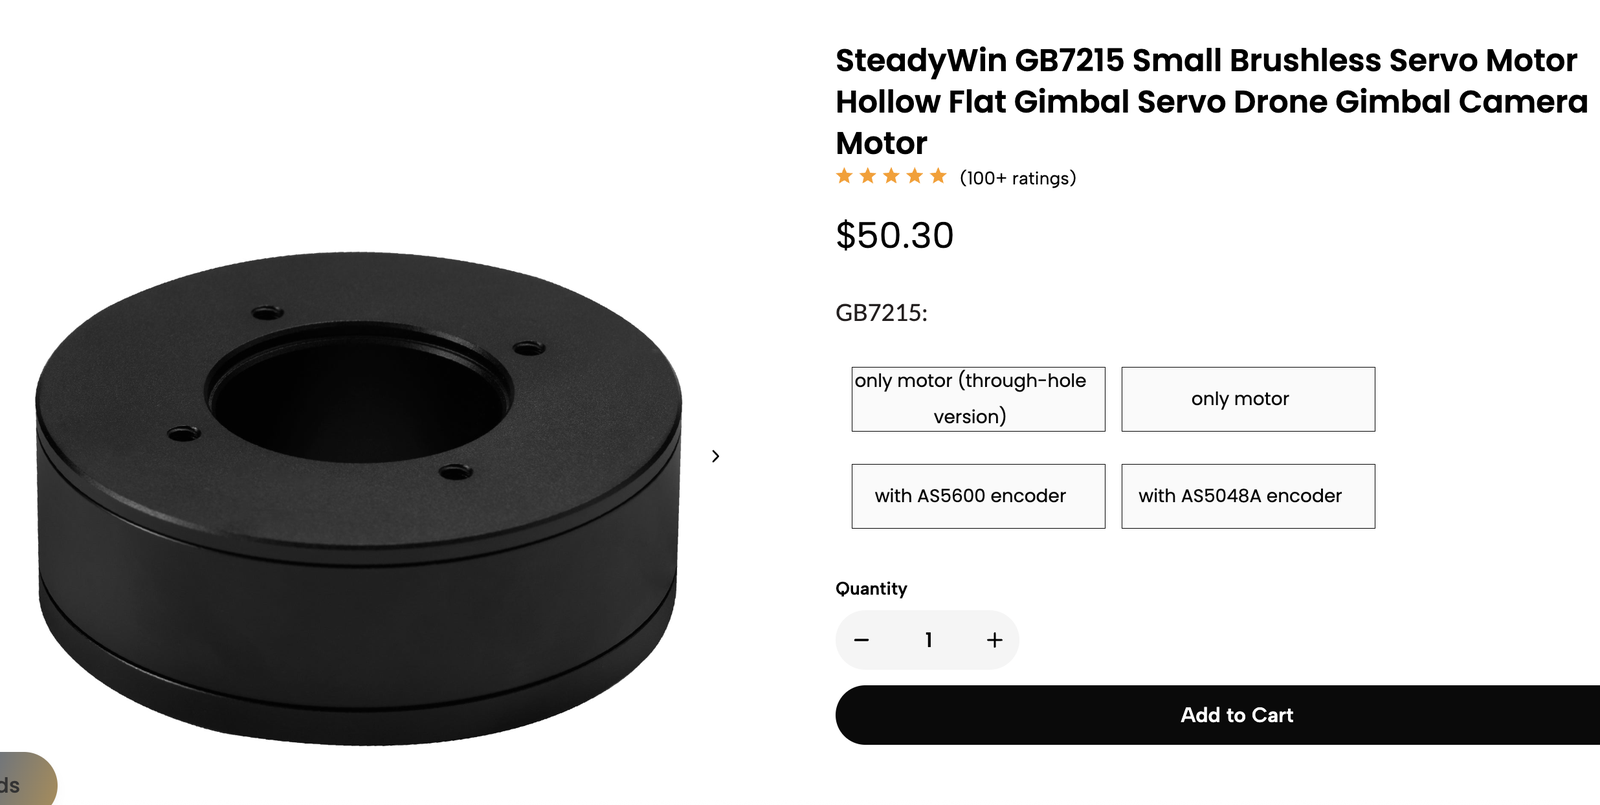 SteadyWin GB7215 Small Brushless Servo Motor
Hollow Flat Gimbal Servo Drone Gimbal Camera
Motor
(100+ ratings)
$50.30
GB7215:
only motor (through-hole
version)
only motor
with AS5600 encoder
with AS5048A encoder
Quantity
− 1 +
Add to Cart
ds